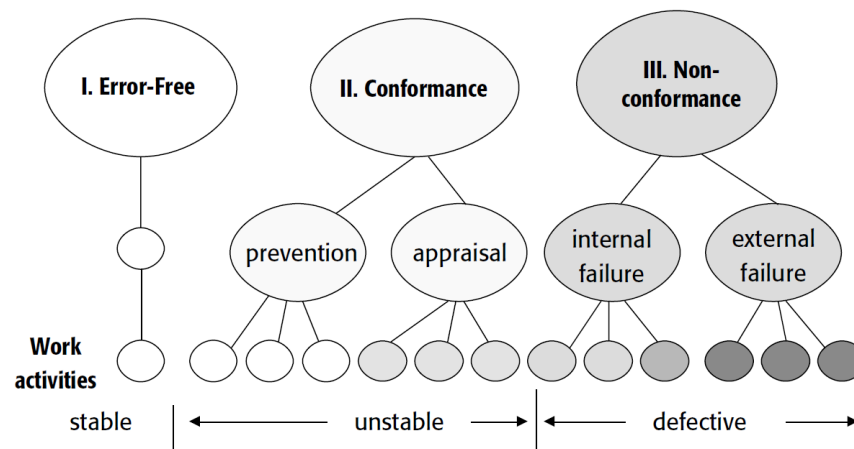 I. Error-Free
II. Conformance
III. Non-
conformance
prevention
appraisal
internal
failure
external
failure
Work
activities
stable
unstable
defective